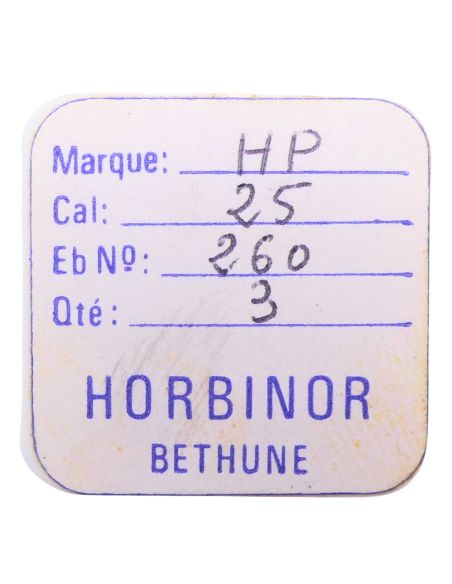 Marque: HP
Cal: 25
Eb Nº: 260
Qté: 3
HORBINOR
BETHUNE